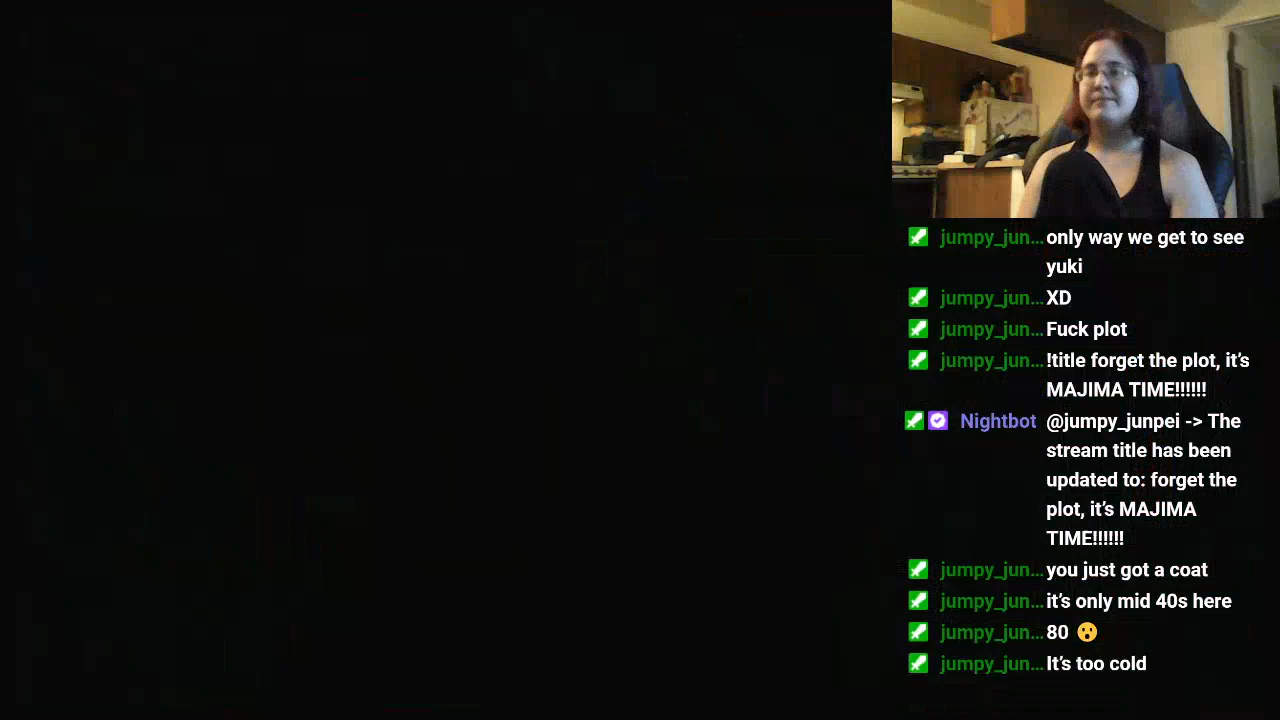 jumpy_jun... only way we get to see
yuki
jumpy_jun... XD
jumpy_jun... Fuck plot
jumpy_jun... !title forget the plot, it's
MAJIMA TIME!!!!!!
Nightbot @jumpy_junpei -> The
stream title has been
updated to: forget the
plot, it's MAJIMA
TIME!!!!!!
jumpy_jun... you just got a coat
jumpy_jun... it's only mid 40s here
jumpy_jun... 80 😮
jumpy_jun... It's too cold